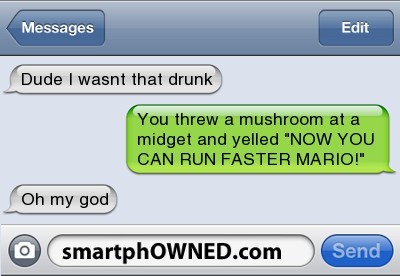 Messages
Edit
Dude I wasnt that drunk
You threw a mushroom at a
midget and yelled "NOW YOU
CAN RUN FASTER MARIO!"
Oh my god
smartphOWNED.com
Send